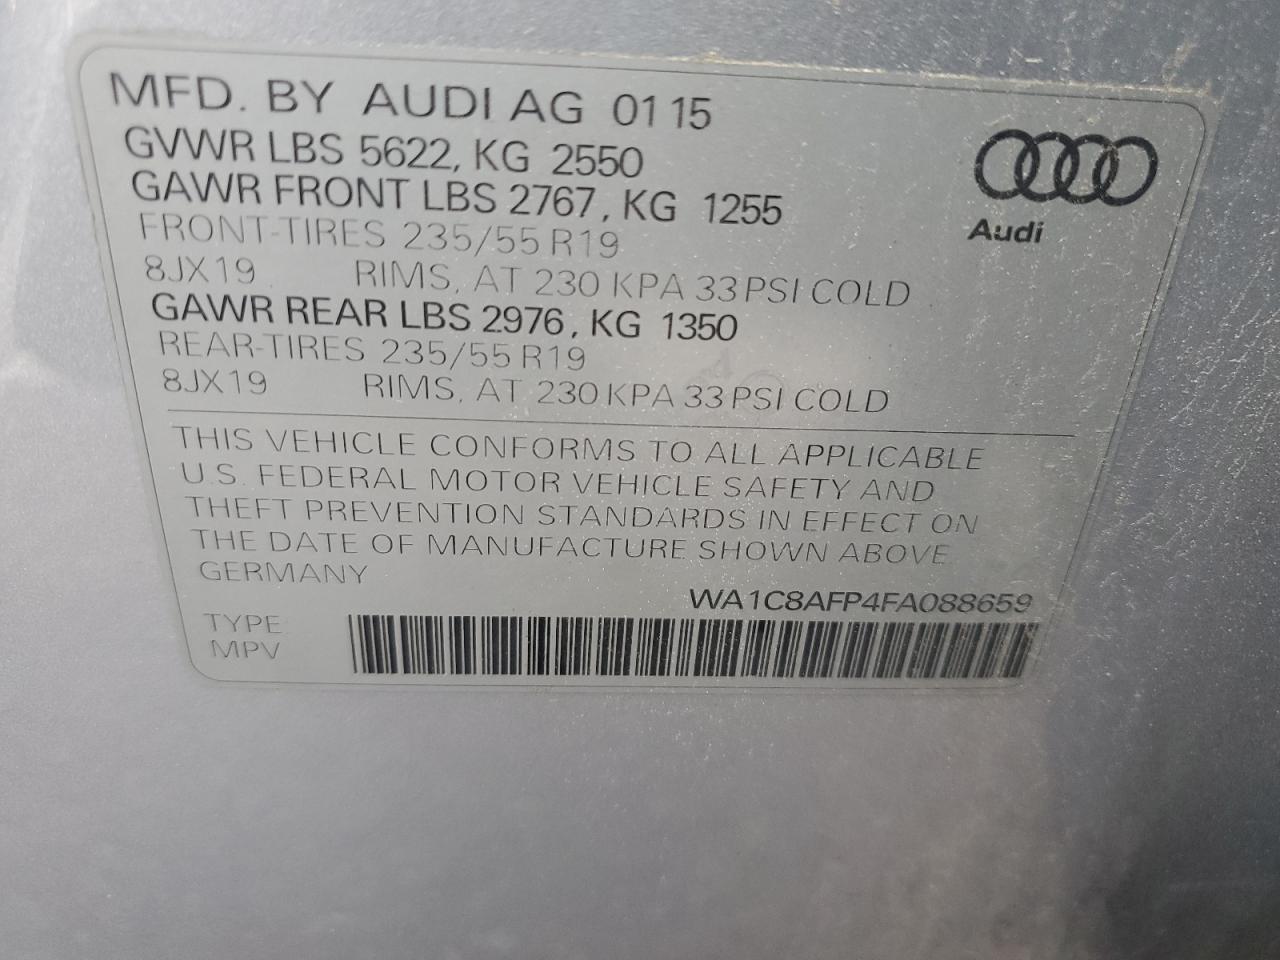 MFD. BY AUDI AG 01 15
GVWR LBS 5622, KG 2550
GAWR FRONT LBS 2767, KG 1255
FRONT-TIRES 235/55 R19
8JX19 RIMS, AT 230 KPA 33 PSI COLD
GAWR REAR LBS 2976, KG 1350
REAR-TIRES 235/55 R19
8JX19 RIMS, AT 230 KPA 33 PSI COLD
Audi
THIS VEHICLE CONFORMS TO ALL APPLICABLE
U.S. FEDERAL MOTOR VEHICLE SAFETY AND
THEFT PREVENTION STANDARDS IN EFFECT ON
THE DATE OF MANUFACTURE SHOWN ABOVE
GERMANY
WA1C8AFP4FA088659
TYPE
MPV